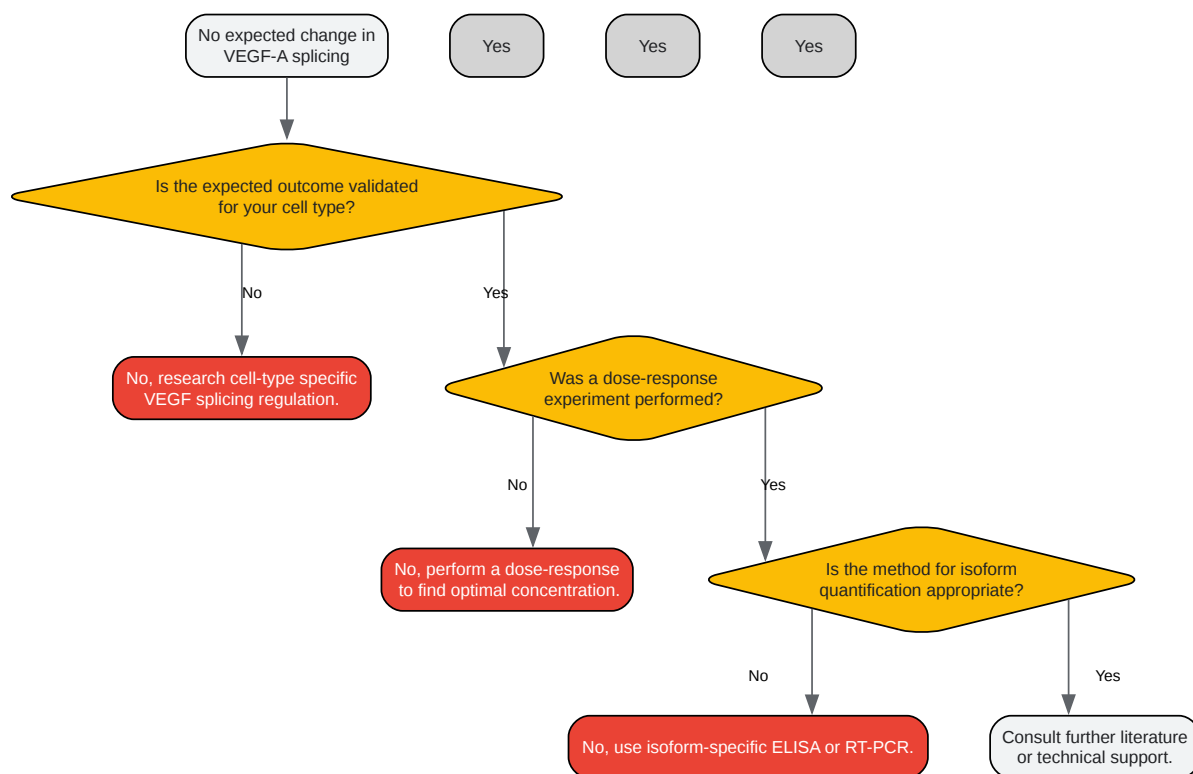 No expected change in
VEGF-A splicing
Yes
Yes
Yes
Is the expected outcome validated
for your cell type?
No
Yes
No, research cell-type specific
VEGF splicing regulation.
Was a dose-response
experiment performed?
No
Yes
No, perform a dose-response
to find optimal concentration.
Is the method for isoform
quantification appropriate?
No
Yes
No, use isoform-specific ELISA or RT-PCR.
Consult further literature
or technical support.